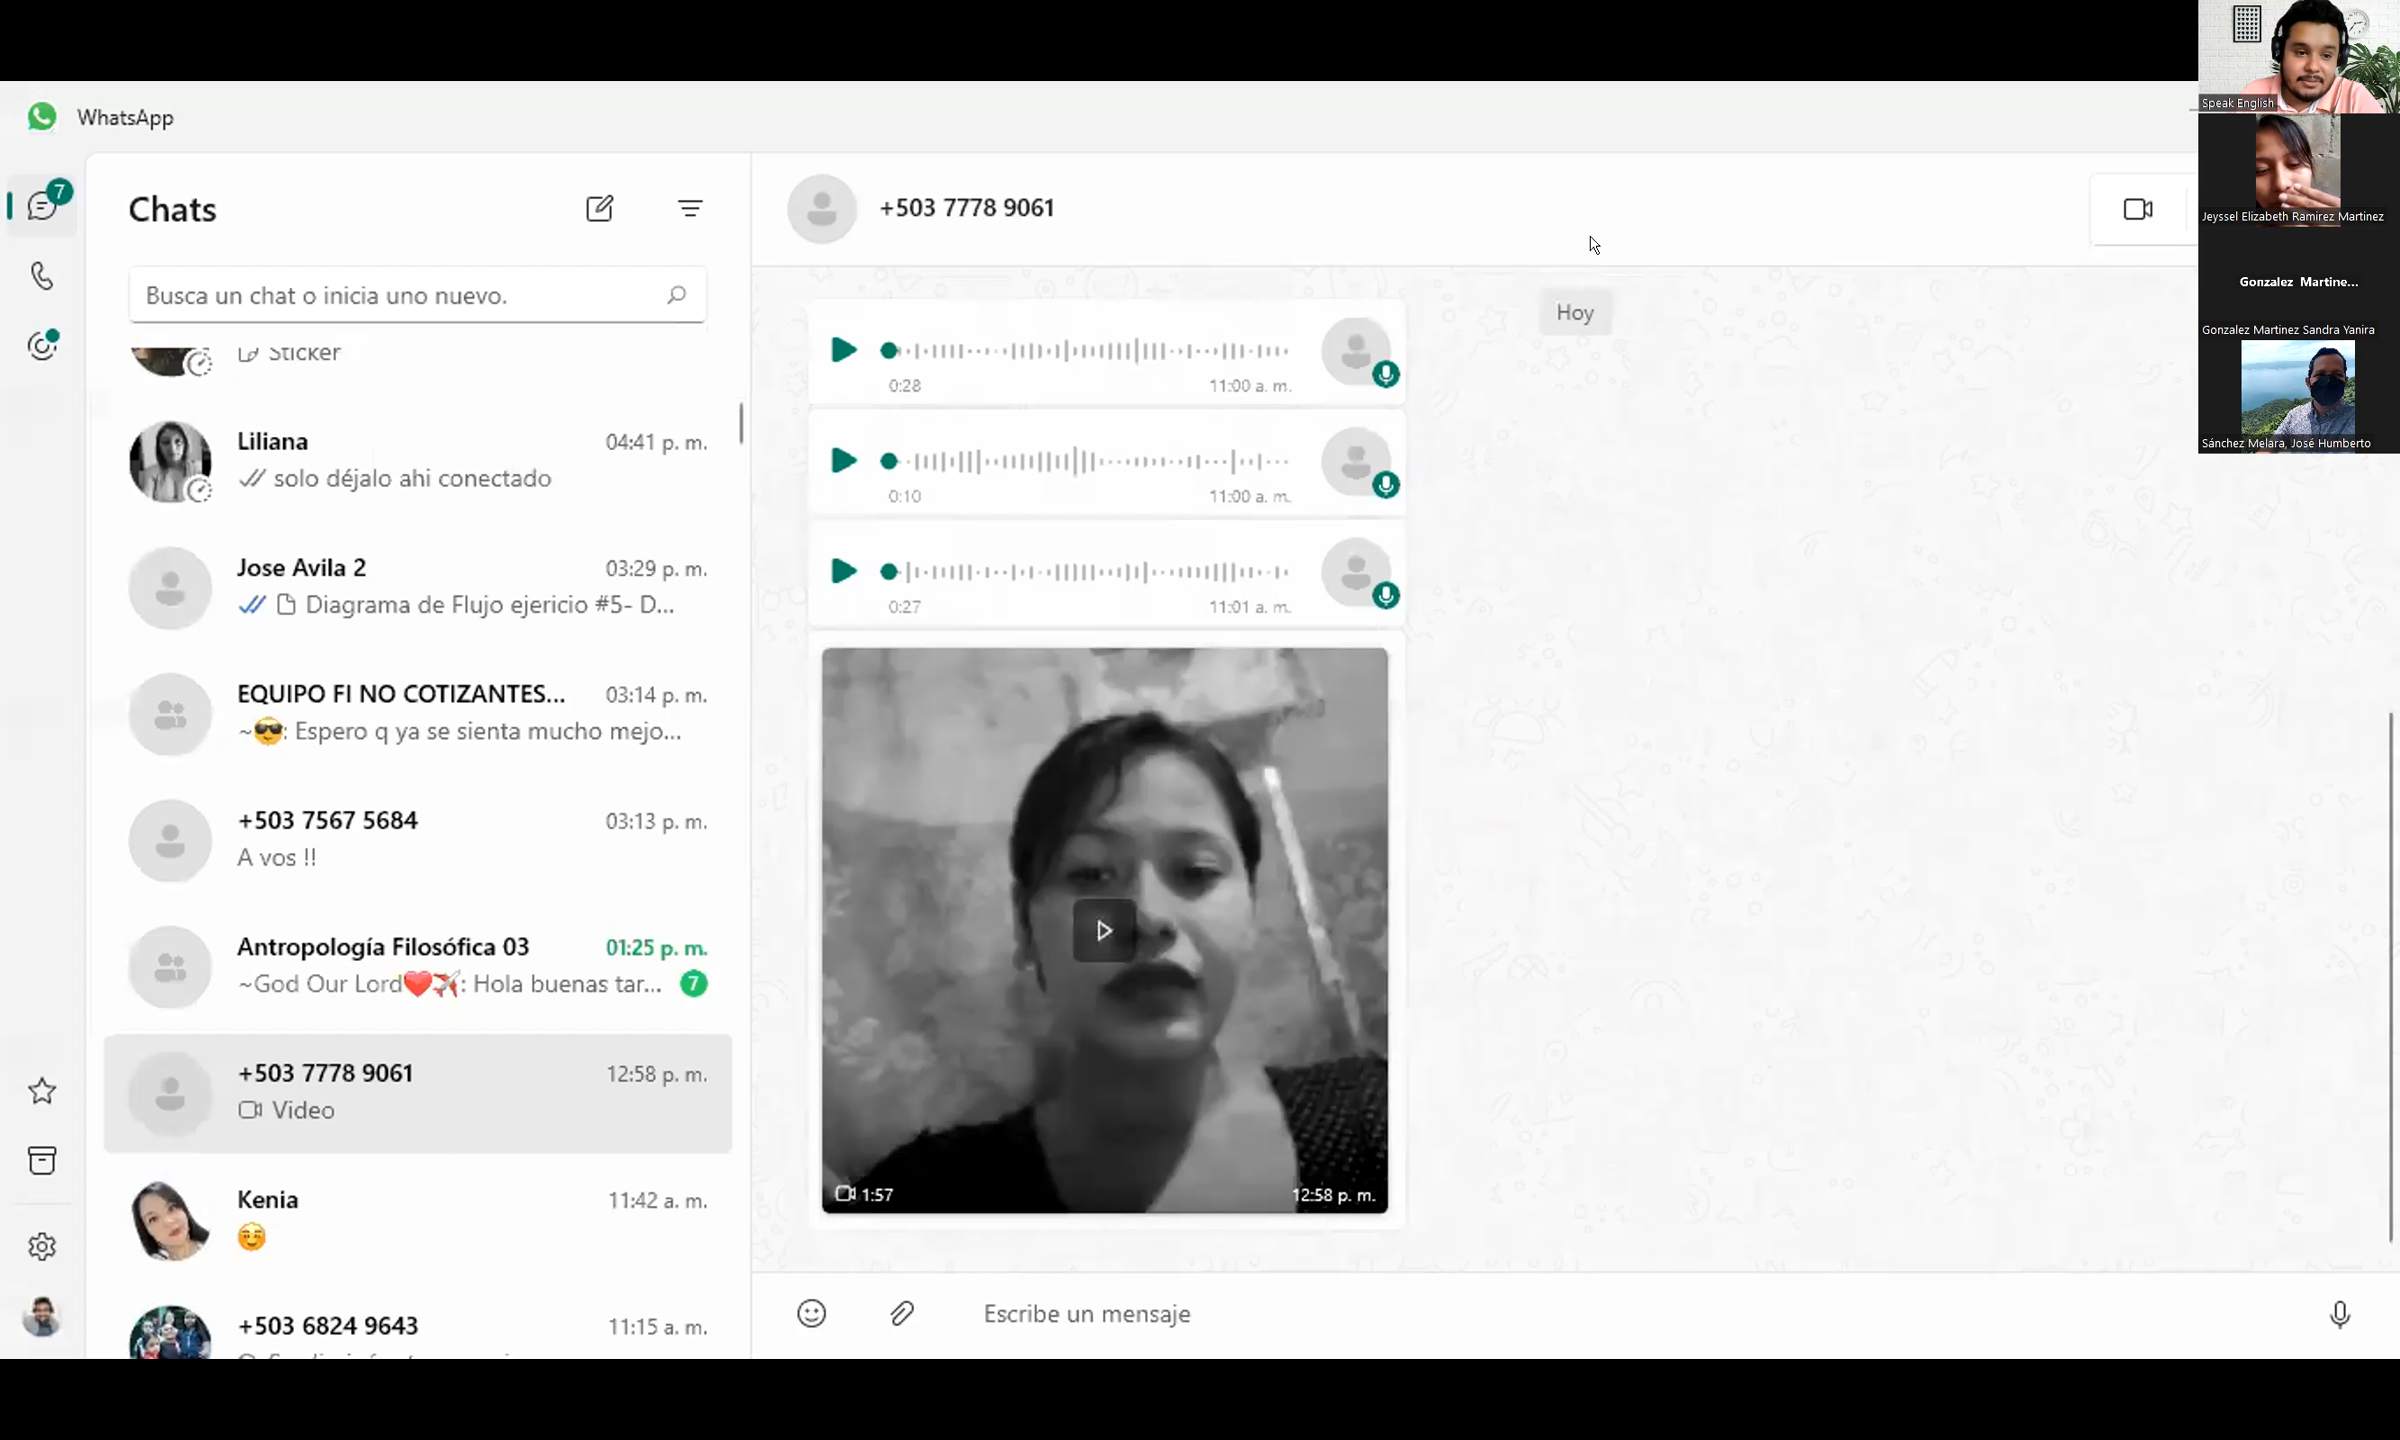 WhatsApp
7
Chats
Busca un chat o inicia uno nuevo.
Sticker
Liliana 04:41 p. m.
solo déjalo ahi conectado
Jose Avila 2 03:29 p. m.
Diagrama de Flujo ejericio #5- D...
EQUIPO FI NO COTIZANTES... 03:14 p. m.
~😎: Espero q ya se sienta mucho mejo...
+503 7567 5684 03:13 p. m.
A vos !!
Antropología Filosófica 03 01:25 p. m.
~God Our Lord❤️✈️: Hola buenas tar... 7
+503 7778 9061 12:58 p. m.
Video
Kenia 11:42 a. m.
☺️
+503 6824 9643 11:15 a. m.
+503 7778 9061
Hoy
0:28 11:00 a. m.
0:10 11:00 a. m.
0:27 11:01 a. m.
1:57 12:58 p. m.
Escribe un mensaje
Speak English
Jeyssel Elizabeth Ramirez Martinez
Gonzalez Martine...
Gonzalez Martinez Sandra Yanira
Sánchez Melara, José Humberto